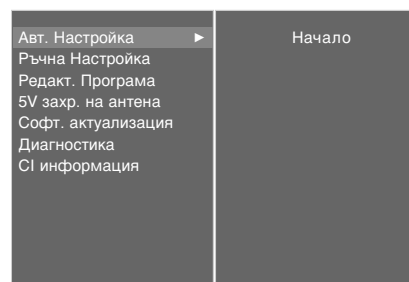 Авт. Настройка ►
Начало
Ръчна Настройка
Редакт. Програма
5V захр. на антена
Софт. актуализация
Диагностика
CI информация